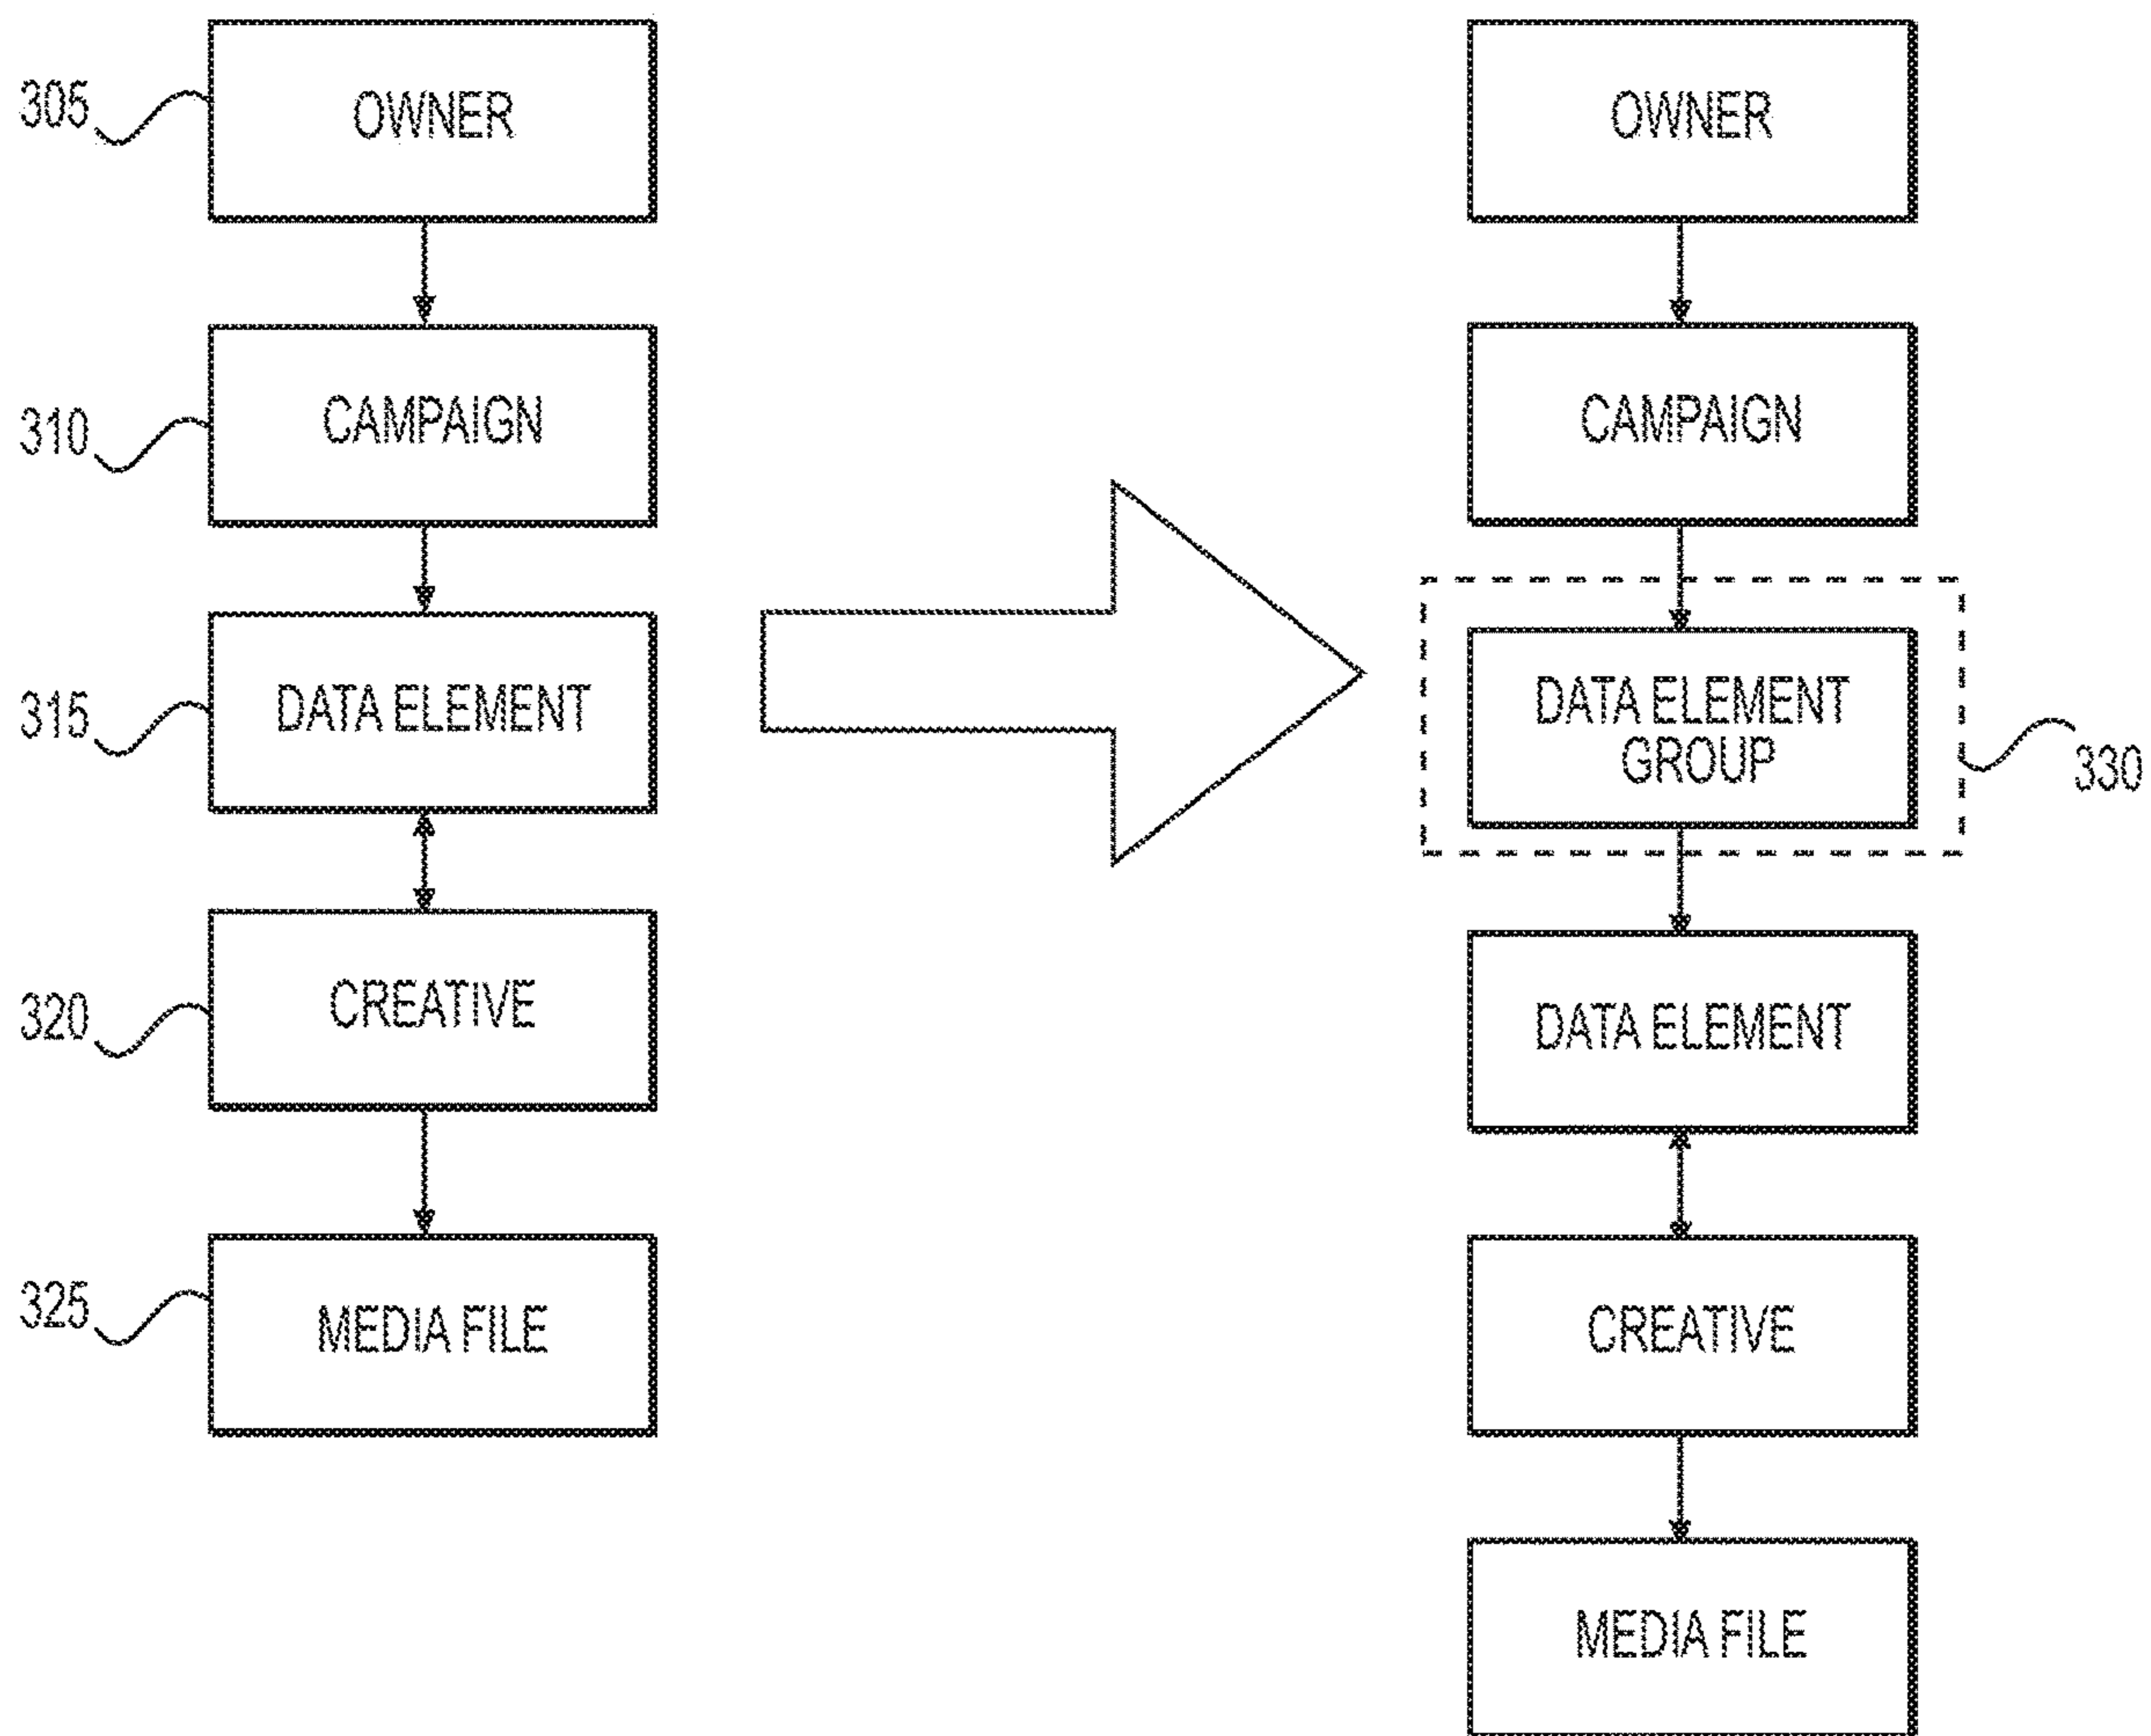 305
OWNER
310
CAMPAIGN
315
DATA ELEMENT
320
CREATIVE
325
MEDIA FILE
OWNER
CAMPAIGN
DATA ELEMENT
GROUP
330
DATA ELEMENT
CREATIVE
MEDIA FILE